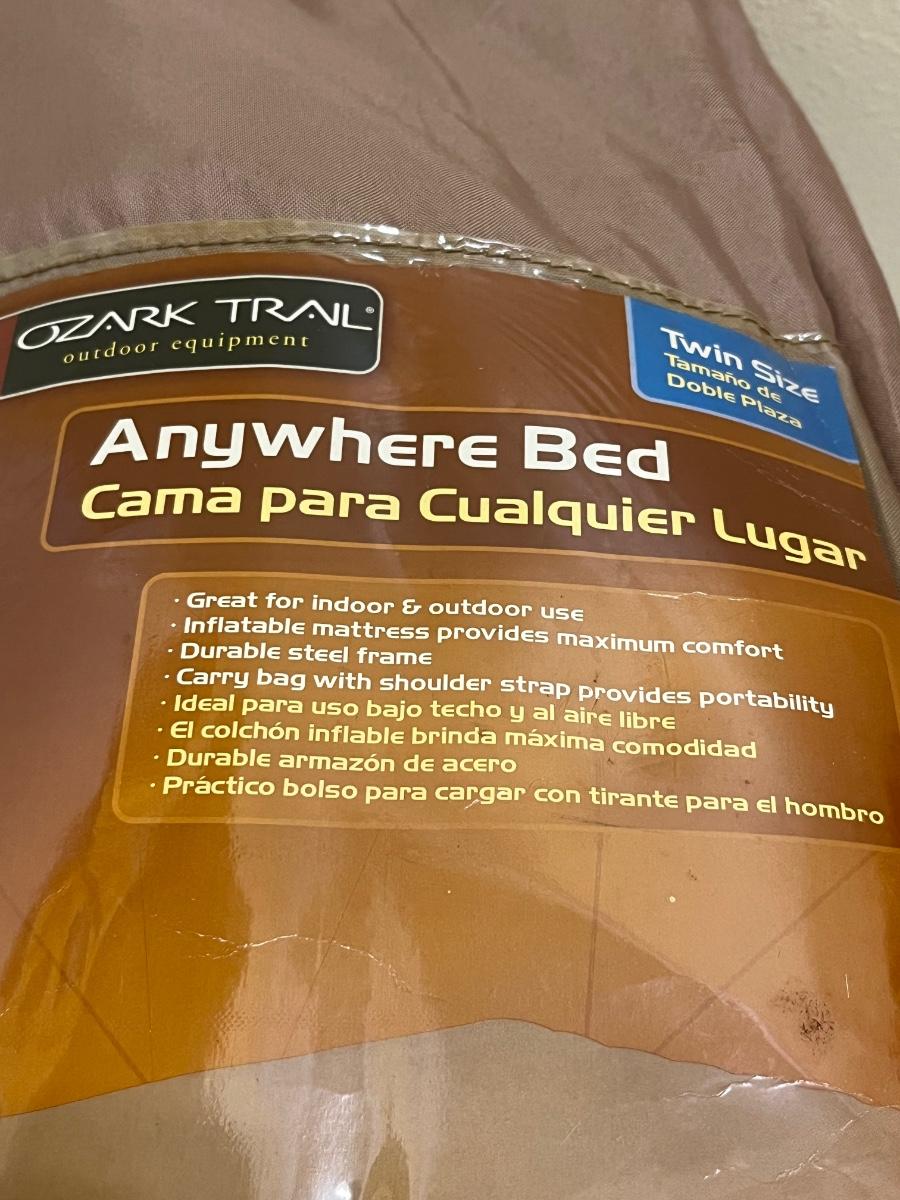 OZARK TRAIL®
outdoor equipment
Twin Size
Tamaño de
Doble Plaza
Anywhere Bed
Cama para Cualquier Lugar
· Great for indoor & outdoor use
· Inflatable mattress provides maximum comfort
· Durable steel frame
· Carry bag with shoulder strap provides portability
· Ideal para uso bajo techo y al aire libre
· El colchón inflable brinda máxima comodidad
· Durable armazón de acero
· Práctico bolso para cargar con tirante para el hombro